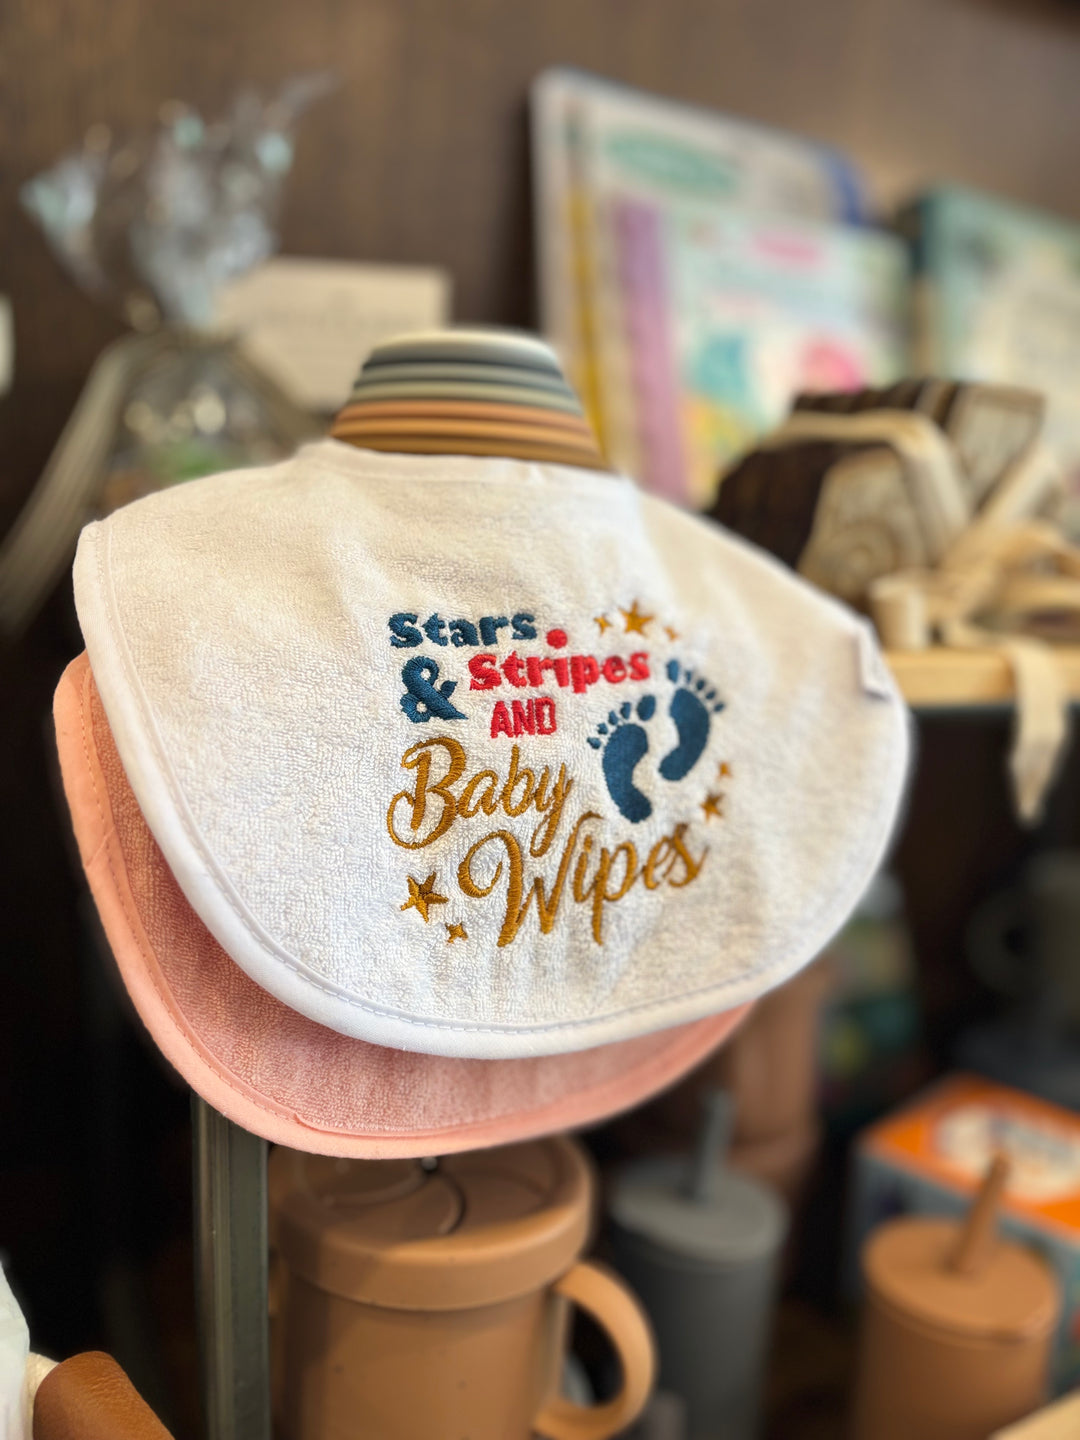 Stars
& Stripes
AND
Baby
Wipes